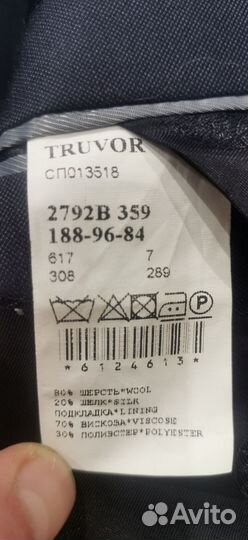 TRUVOR
СП013518
2792В 359
188-96-84
617 7
308 289
P
*6124613*
80% ШЕРСТЬ*WOOL
20% ШЕЛК*SILK
ПОДКЛАДКА*LINING
70% ВИСКОЗА*VISCOSE
30% ПОЛИЭСТЕР*POLYESTER
Avito